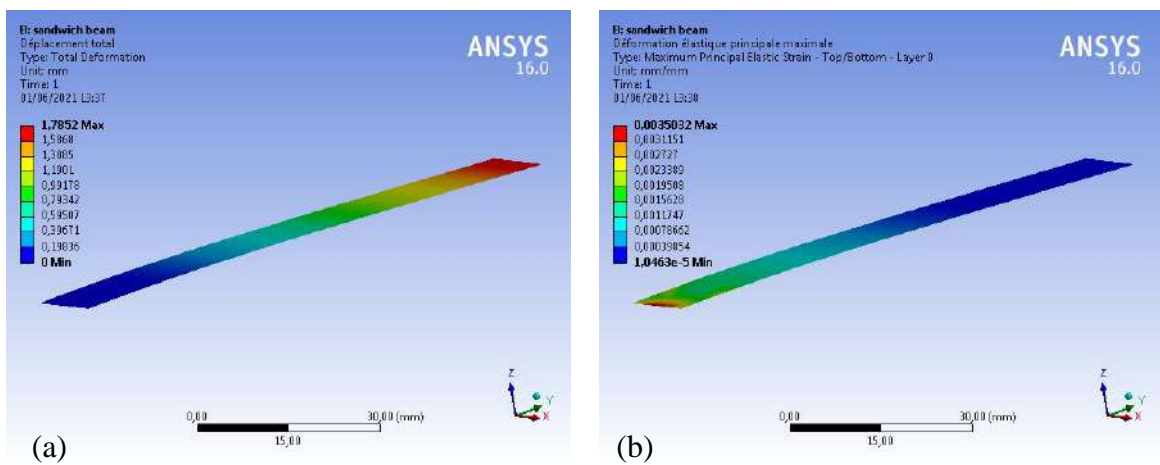 B: sandwich beam
Déplacement total
Type: Total Deformation
Unit: mm
Time: 1
01/06/2021 13:37
ANSYS
16.0
1,7852 Max
1,5868
1,3885
1,1901
0,99178
0,79342
0,59507
0,39671
0,19836
0 Min
Z
Y
X
0,00
30,00 (mm)
15,00
(a)
B: sandwich beam
Déformation élastique principale maximale
Type: Maximum Principal Elastic Strain - Top/Bottom - Layer 0
Unit: mm/mm
Time: 1
01/06/2021 13:38
ANSYS
16.0
0,0035032 Max
0,0031151
0,002727
0,0023389
0,0019508
0,0015628
0,0011747
0,00078662
0,00039854
1,0463e-5 Min
Z
Y
X
0,00
30,00 (mm)
15,00
(b)